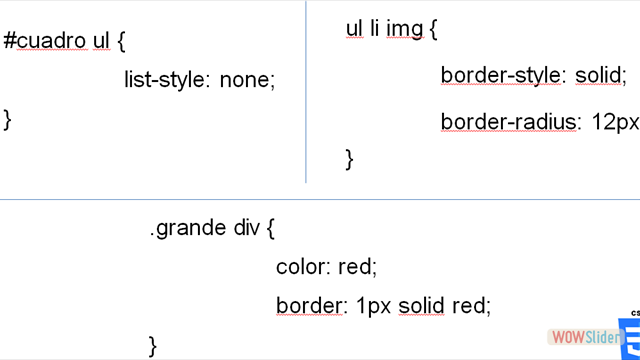 #cuadro ul {
list-style: none;
}
ul li img {
border-style: solid;
border-radius: 12px
}
.grande div {
color: red;
border: 1px solid red;
}
cs
WOWSlider